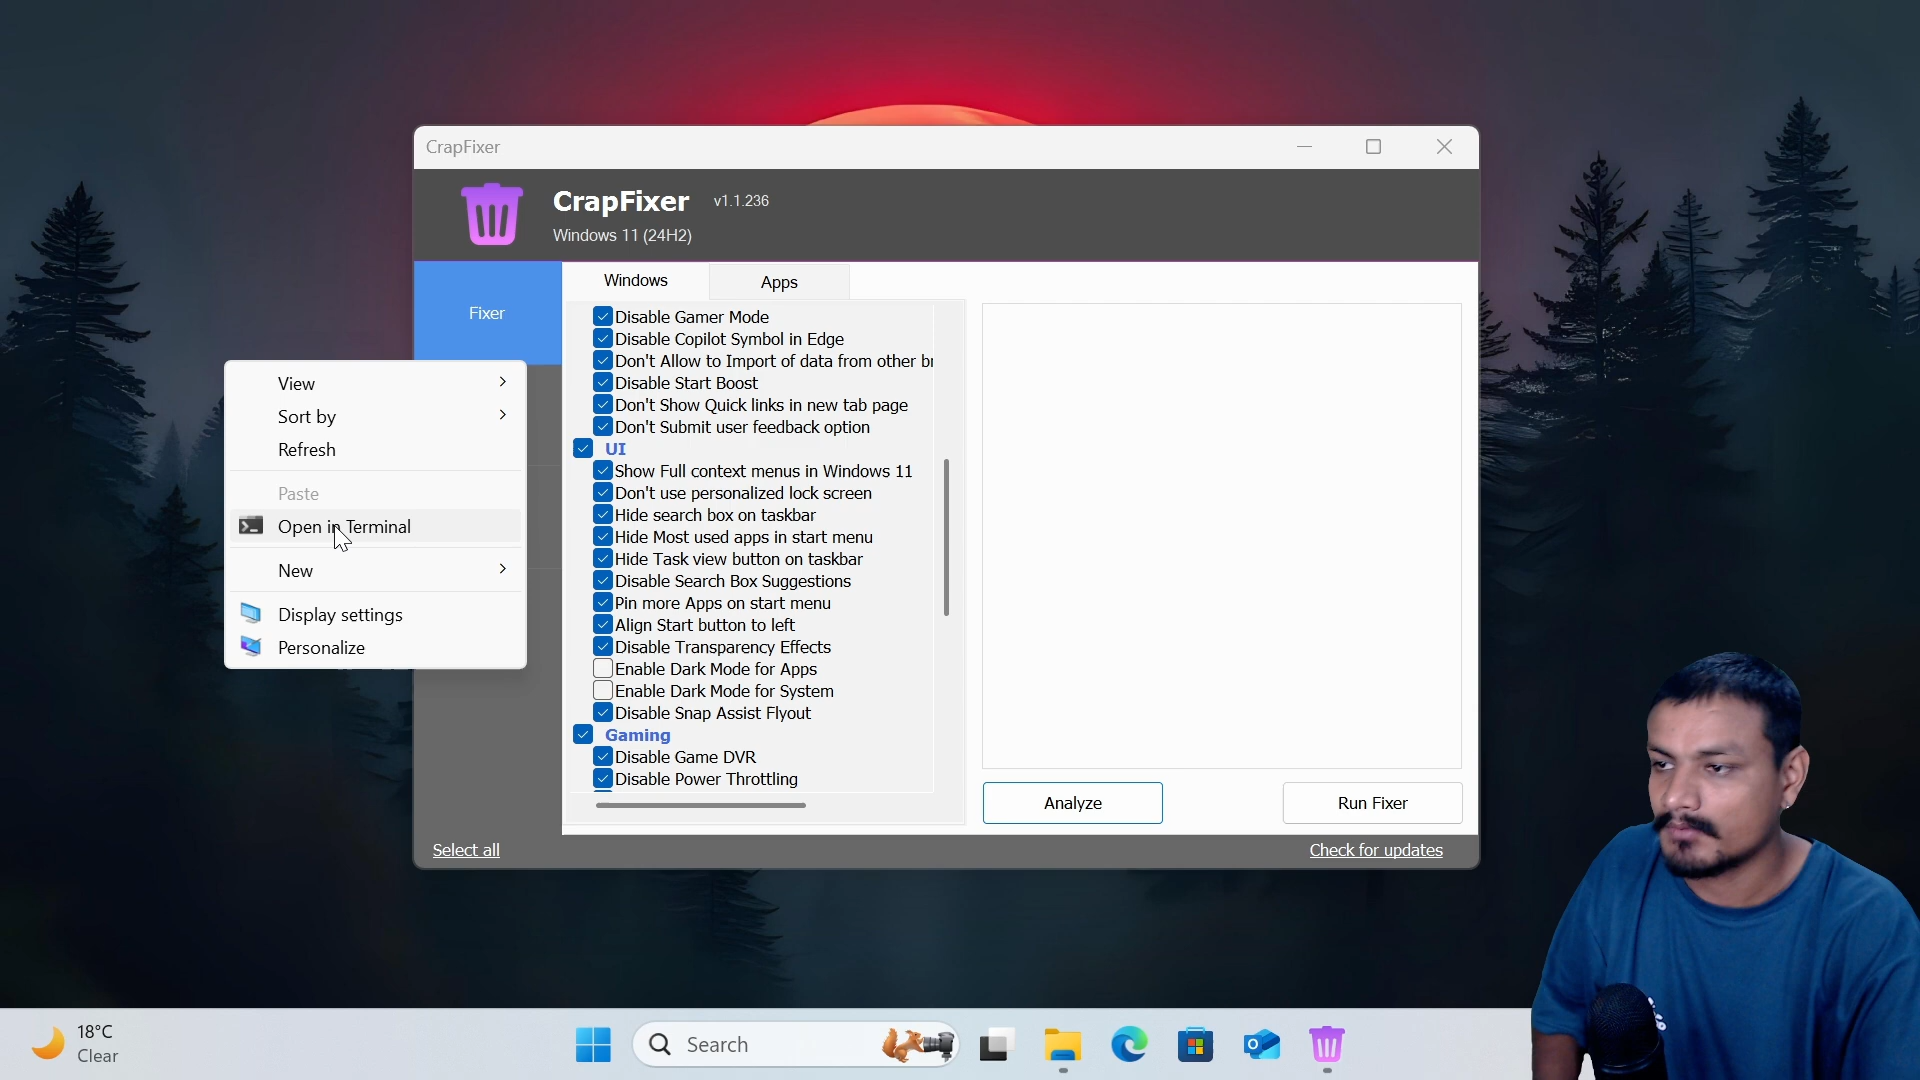 CrapFixer
CrapFixer v1.1.236
Windows 11 (24H2)
Fixer
Windows
Apps
Disable Gamer Mode
Disable Copilot Symbol in Edge
Don't Allow to Import of data from other br
Disable Start Boost
Don't Show Quick links in new tab page
Don't Submit user feedback option
UI
Show Full context menus in Windows 11
Don't use personalized lock screen
Hide search box on taskbar
Hide Most used apps in start menu
Hide Task view button on taskbar
Disable Search Box Suggestions
Pin more Apps on start menu
Align Start button to left
Disable Transparency Effects
Enable Dark Mode for Apps
Enable Dark Mode for System
Disable Snap Assist Flyout
Gaming
Disable Game DVR
Disable Power Throttling
View
Sort by
Refresh
Paste
Open in Terminal
New
Display settings
Personalize
Analyze
Run Fixer
Select all
Check for updates
18°C
Clear
Search